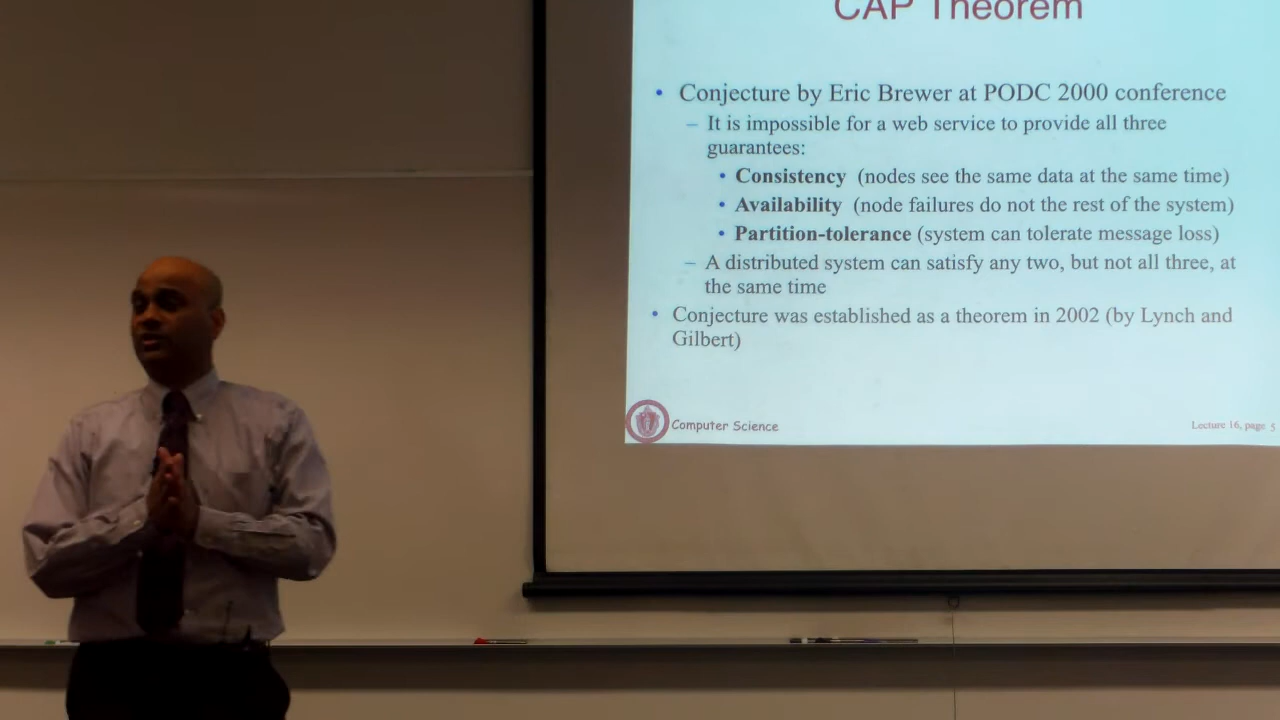 CAP Theorem
• Conjecture by Eric Brewer at PODC 2000 conference
– It is impossible for a web service to provide all three
guarantees:
• Consistency (nodes see the same data at the same time)
• Availability (node failures do not the rest of the system)
• Partition-tolerance (system can tolerate message loss)
– A distributed system can satisfy any two, but not all three, at
the same time
• Conjecture was established as a theorem in 2002 (by Lynch and
Gilbert)
Computer Science
Lecture 16, page 5